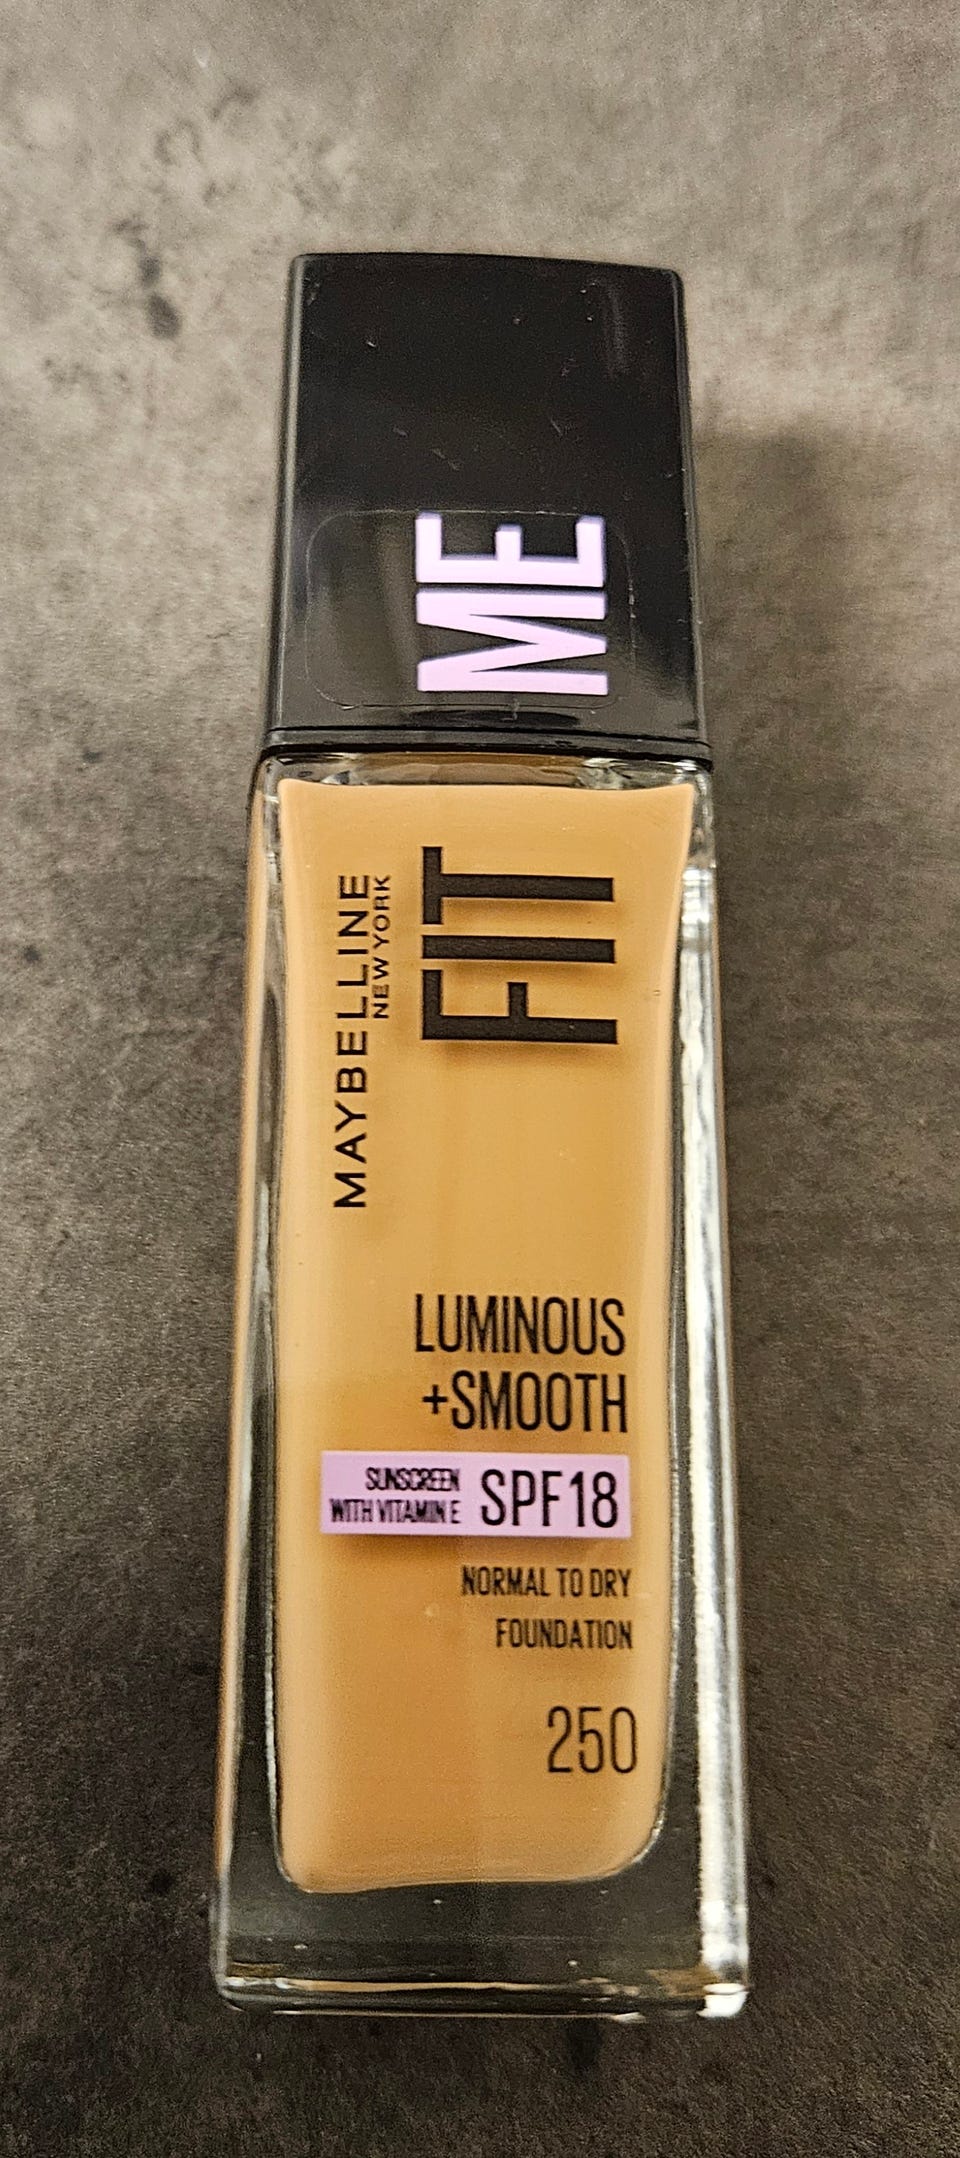 MAYBELLINE
NEW YORK
FIT ME
LUMINOUS
+SMOOTH
SUNSCREEN
WITH VITAMIN E
SPF18
NORMAL TO DRY
FOUNDATION
250